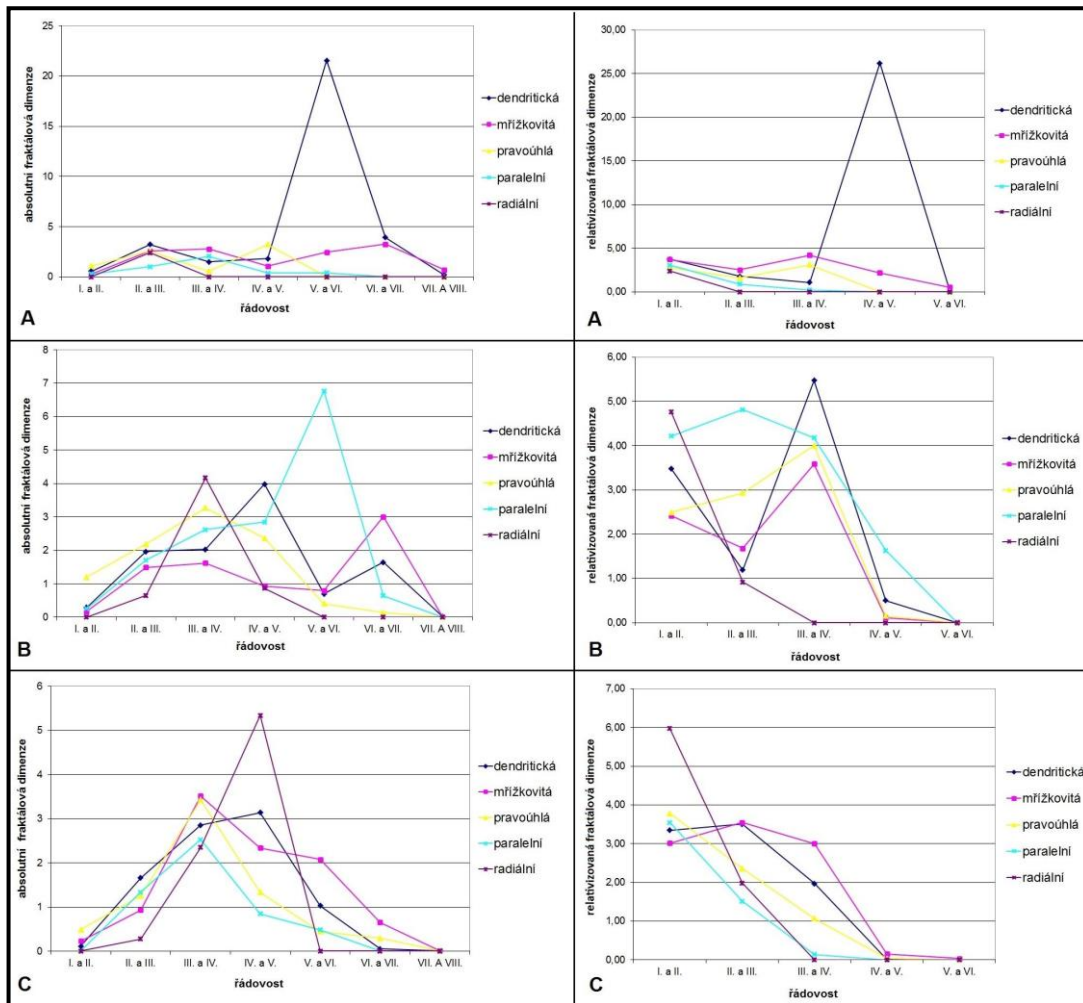 25
20
15
10
5
0
absolutní fraktálová dimenze
I. a II. II. a III. III. a IV. IV. a V. V. a VI. VI. a VII. VII. A VIII.
řádovost
dendritická
mřížkovitá
pravoúhlá
paralelní
radiální
A
30,00
25,00
20,00
15,00
10,00
5,00
0,00
relativizovaná fraktálová dimenze
I. a II. II. a III. III. a IV. IV. a V. V. a VI.
řádovost
dendritická
mřížkovitá
pravoúhlá
paralelní
radiální
A
8
7
6
5
4
3
2
1
0
absolutní fraktálová dimenze
I. a II. II. a III. III. a IV. IV. a V. V. a VI. VI. a VII. VII. A VIII.
řádovost
dendritická
mřížkovitá
pravoúhlá
paralelní
radiální
B
6,00
5,00
4,00
3,00
2,00
1,00
0,00
relativizovaná fraktálová dimenze
I. a II. II. a III. III. a IV. IV. a V. V. a VI.
řádovost
dendritická
mřížkovitá
pravoúhlá
paralelní
radiální
B
6
5
4
3
2
1
0
absolutní fraktálová dimenze
I. a II. II. a III. III. a IV. IV. a V. V. a VI. VI. a VII. VII. A VIII.
řádovost
dendritická
mřížkovitá
pravoúhlá
paralelní
radiální
C
7,00
6,00
5,00
4,00
3,00
2,00
1,00
0,00
relativizovaná fraktálová dimenze
I. a II. II. a III. III. a IV. IV. a V. V. a VI.
řádovost
dendritická
mřížkovitá
pravoúhlá
paralelní
radiální
C